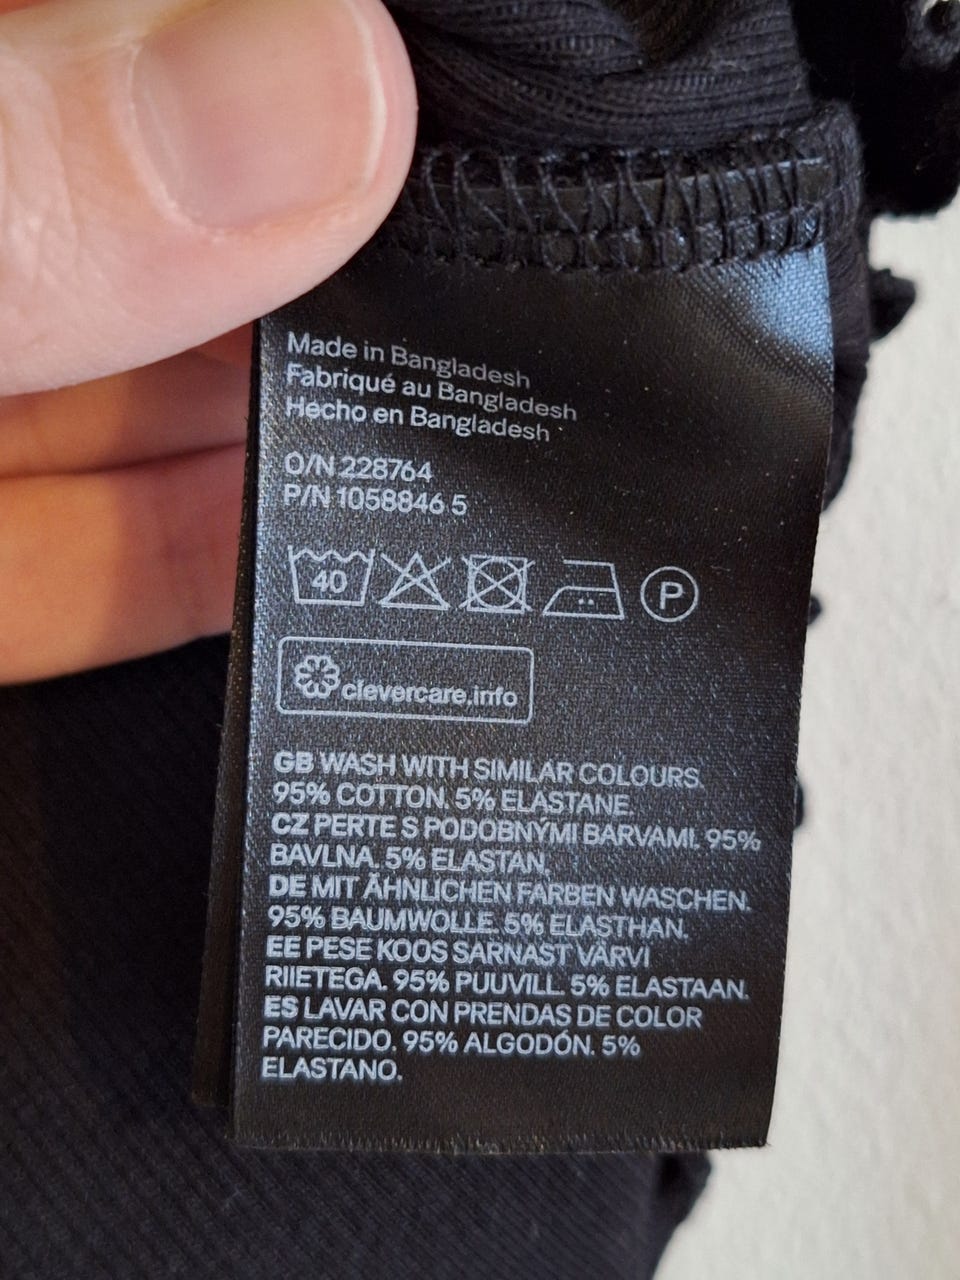 Made in Bangladesh
Fabriqué au Bangladesh
Hecho en Bangladesh
O/N 228764
P/N 1058846 5
40 P
clevercare.info
GB WASH WITH SIMILAR COLOURS.
95% COTTON. 5% ELASTANE.
CZ PERTE S PODOBNÝMI BARVAMI. 95%
BAVLNA. 5% ELASTAN.
DE MIT ÄHNLICHEN FARBEN WASCHEN.
95% BAUMWOLLE. 5% ELASTHAN.
EE PESE KOOS SARNAST VÄRVI
RIIETEGA. 95% PUUVILL. 5% ELASTAAN.
ES LAVAR CON PRENDAS DE COLOR
PARECIDO. 95% ALGODÓN. 5%
ELASTANO.